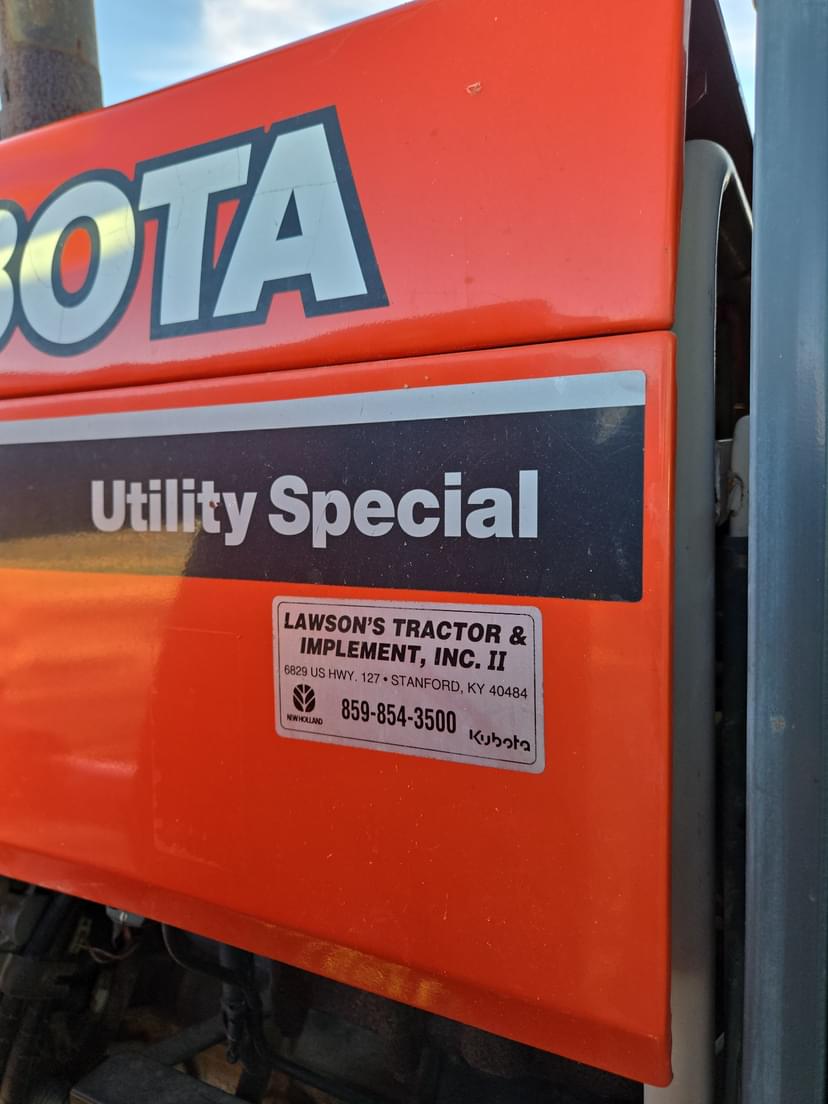 BOTA
Utility Special
LAWSON'S TRACTOR &
IMPLEMENT, INC. II
6829 US HWY. 127 • STANFORD, KY 40484
NEW HOLLAND
859-854-3500
Kubota